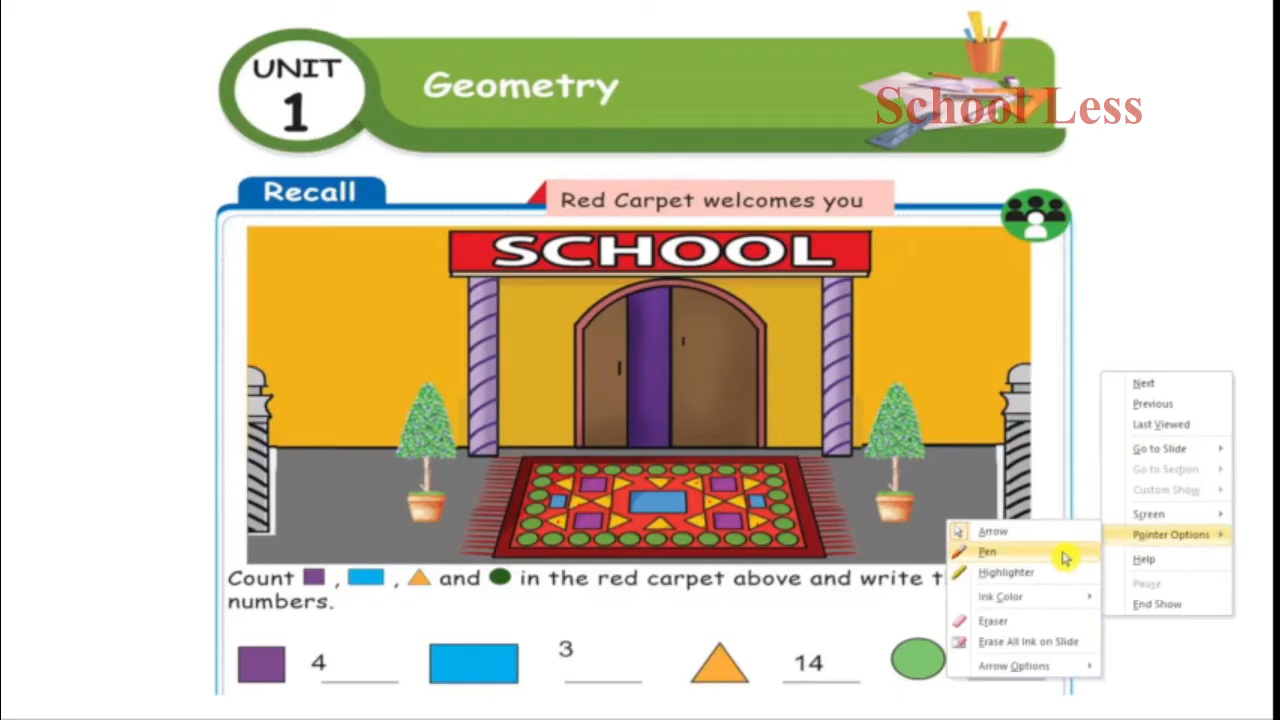 UNIT
1
Geometry
School Less
Recall
Red Carpet welcomes you
SCHOOL
Count , , and in the red carpet above and write
numbers.
4
3
14
Next
Previous
Last Viewed
Go to Slide
Go to Section
Custom Show
Screen
Pointer Options
Help
Pause
End Show
Arrow
Pen
Highlighter
Ink Color
Eraser
Erase All Ink on Slide
Arrow Options